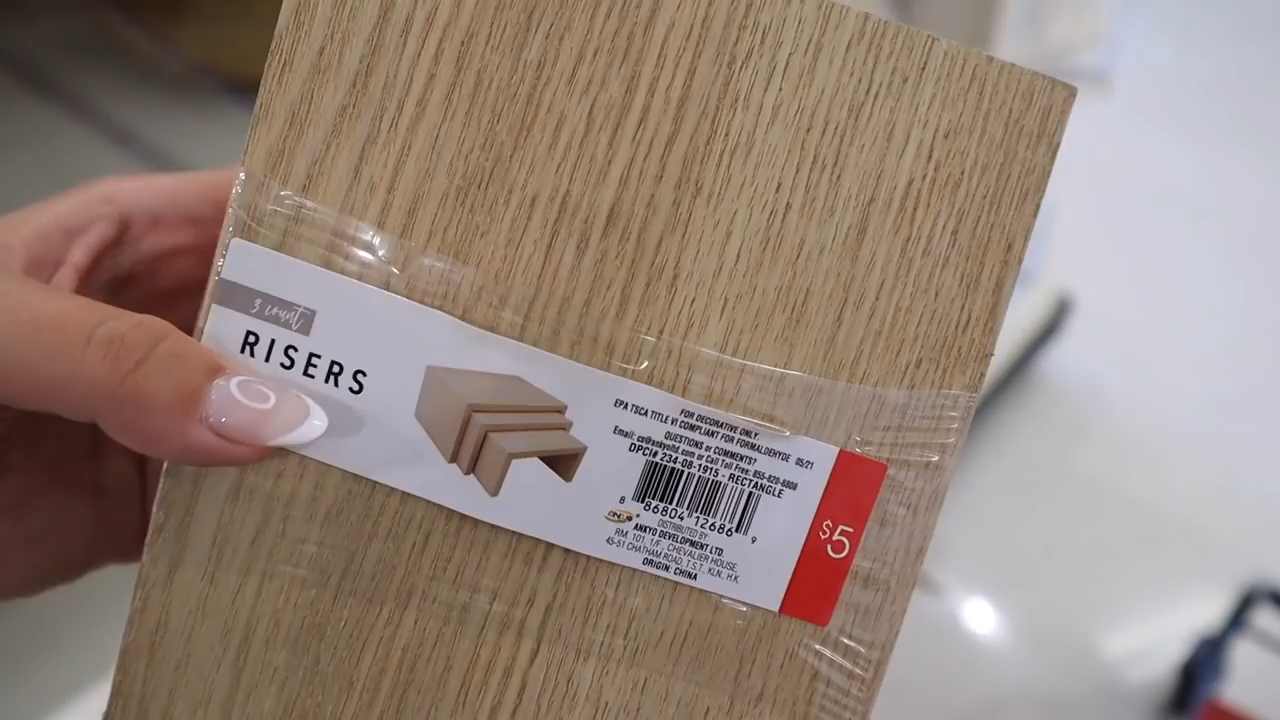 3 count
RISERS
FOR DECORATIVE ONLY.
EPA TSCA TITLE VI COMPLIANT FOR FORMALDEHYDE 05/21
QUESTIONS or COMMENTS?
Email: cs@ankyoltd.com or Call Toll Free: 855-820-8808
DPCI# 234-08-1915 - RECTANGLE
8 86804 12686 9
DISTRIBUTED BY:
ANKYO DEVELOPMENT LTD.
RM. 101, 1/F., CHEVALIER HOUSE,
45-51 CHATHAM ROAD, T.S.T., KLN., H.K
ORIGIN: CHINA
$5